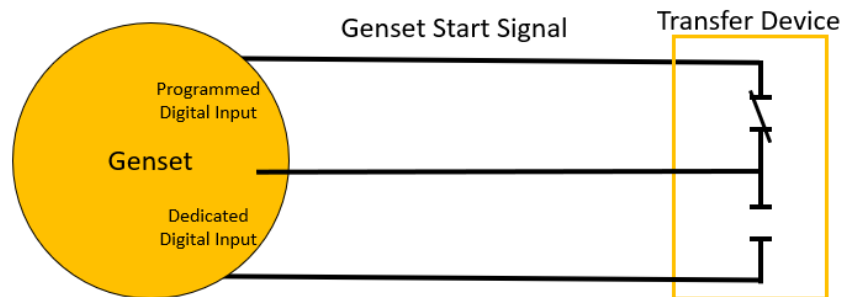 Genset Start Signal
Transfer Device
Programmed
Digital Input
Genset
Dedicated
Digital Input